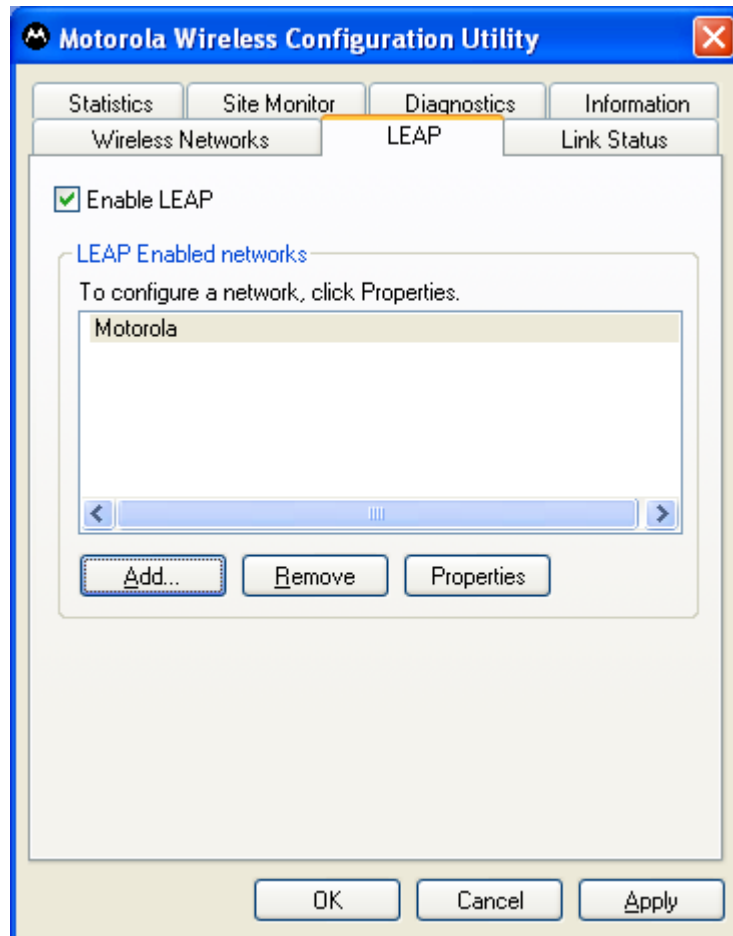 Motorola Wireless Configuration Utility
Statistics Site Monitor Diagnostics Information
Wireless Networks LEAP Link Status
Enable LEAP
LEAP Enabled networks
To configure a network, click Properties.
Motorola
Add... Remove Properties
OK Cancel Apply